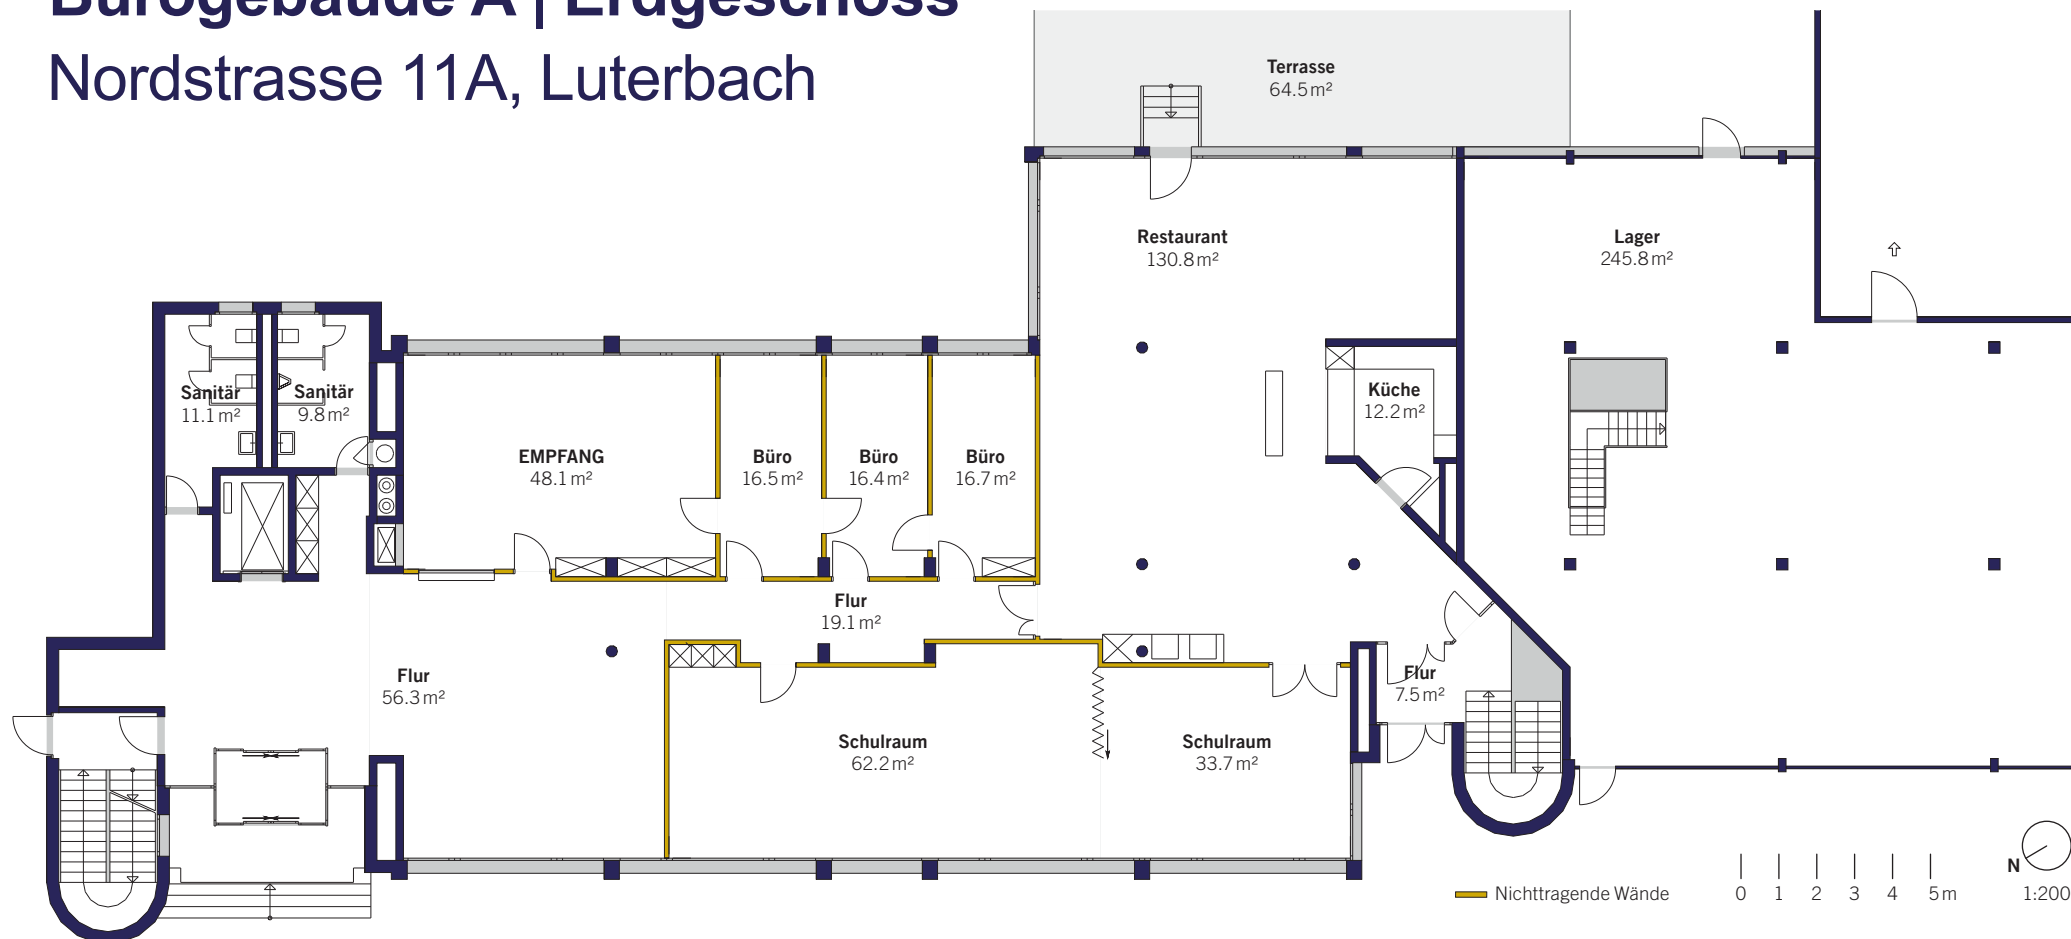 Bürogebäude A | Erdgeschoss
Nordstrasse 11A, Luterbach
Terrasse
64.5 m²
Restaurant
130.8 m²
Lager
245.8 m²
Sanitär
11.1 m²
Sanitär
9.8 m²
Küche
12.2 m²
EMPFANG
48.1 m²
Büro
16.5 m²
Büro
16.4 m²
Büro
16.7 m²
Flur
19.1 m²
Flur
56.3 m²
Flur
7.5 m²
Schulraum
62.2 m²
Schulraum
33.7 m²
Nichttragende Wände
0 1 2 3 4 5 m
N
1:200